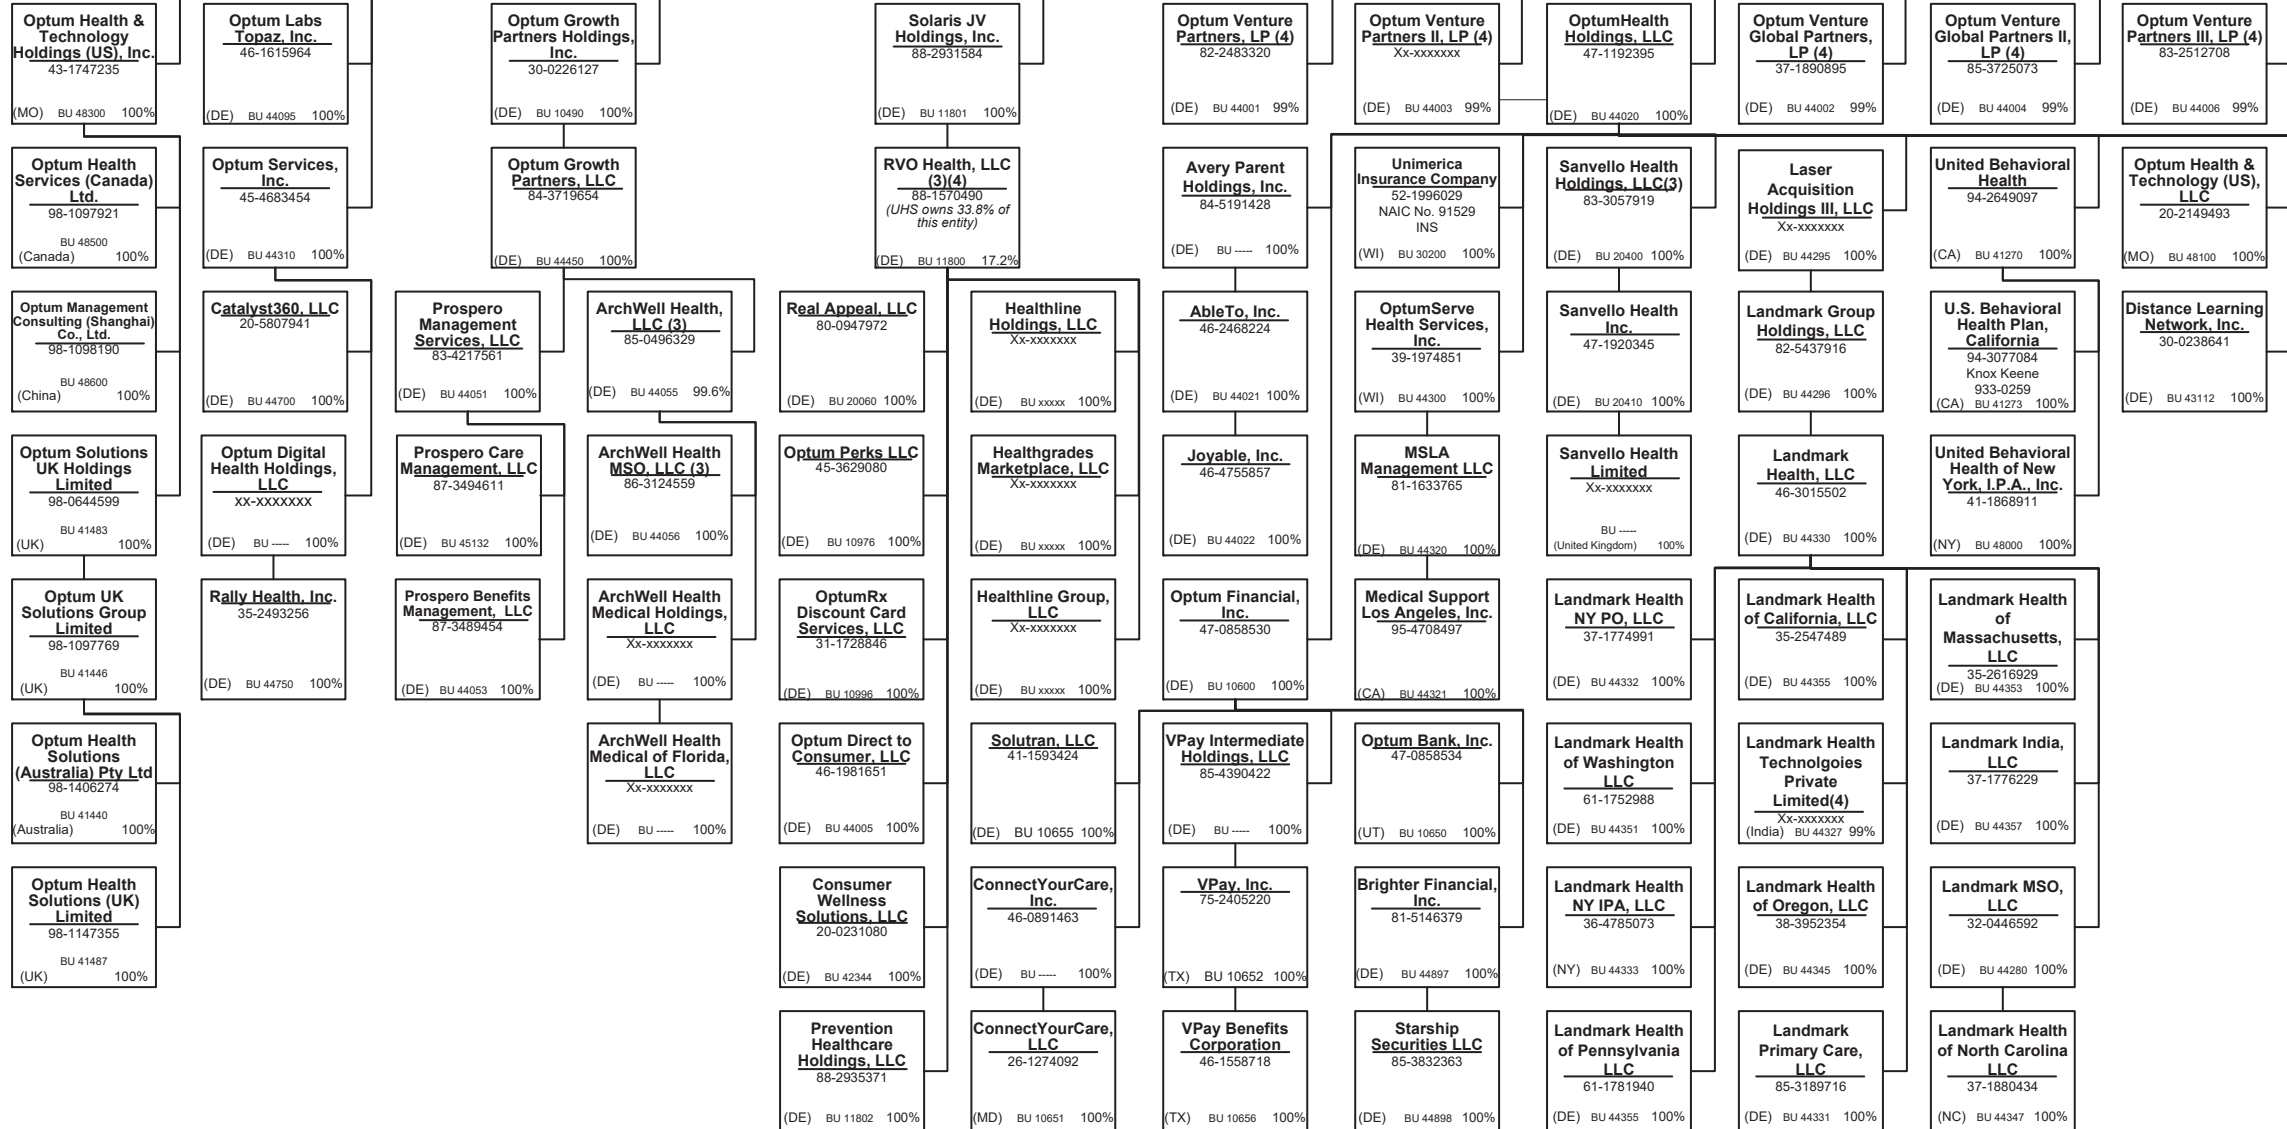 Optum Health &
Technology
Holdings (US), Inc.
43-1747235
(MO) BU 48300 100%
Optum Labs
Topaz, Inc.
46-1615964
(DE) BU 44095 100%
Optum Growth
Partners Holdings,
Inc.
30-0226127
(DE) BU 10490 100%
Solaris JV
Holdings, Inc.
88-2931584
(DE) BU 11801 100%
Optum Venture
Partners, LP (4)
82-2483320
(DE) BU 44001 99%
Optum Venture
Partners II, LP (4)
Xx-xxxxxxx
(DE) BU 44003 99%
OptumHealth
Holdings, LLC
47-1192395
(DE) BU 44020 100%
Optum Venture
Global Partners,
LP (4)
37-1890895
(DE) BU 44002 99%
Optum Venture
Global Partners II,
LP (4)
85-3725073
(DE) BU 44004 99%
Optum Venture
Partners III, LP (4)
83-2512708
(DE) BU 44006 99%
Optum Health
Services (Canada)
Ltd.
98-1097921
BU 48500
(Canada) 100%
Optum Services,
Inc.
45-4683454
(DE) BU 44310 100%
Optum Growth
Partners, LLC
84-3719654
(DE) BU 44450 100%
RVO Health, LLC
(3)(4)
88-1570490
(UHS owns 33.8% of
this entity)
(DE) BU 11800 17.2%
Avery Parent
Holdings, Inc.
84-5191428
(DE) BU ----- 100%
Unimerica
Insurance Company
52-1996029
NAIC No. 91529
INS
(WI) BU 30200 100%
Sanvello Health
Holdings, LLC(3)
83-3057919
(DE) BU 20400 100%
Laser
Acquisition
Holdings III, LLC
Xx-xxxxxxx
(DE) BU 44295 100%
United Behavioral
Health
94-2649097
(CA) BU 41270 100%
Optum Health &
Technology (US),
LLC
20-2149493
(MO) BU 48100 100%
Optum Management
Consulting (Shanghai)
Co., Ltd.
98-1098190
BU 48600
(China) 100%
Catalyst360, LLC
20-5807941
(DE) BU 44700 100%
Prospero
Management
Services, LLC
83-4217561
(DE) BU 44051 100%
ArchWell Health,
LLC (3)
85-0496329
(DE) BU 44055 99.6%
Real Appeal, LLC
80-0947972
(DE) BU 20060 100%
Healthline
Holdings, LLC
Xx-xxxxxxx
(DE) BU xxxxx 100%
AbleTo, Inc.
46-2468224
(DE) BU 44021 100%
OptumServe
Health Services,
Inc.
39-1974851
(WI) BU 44300 100%
Sanvello Health
Inc.
47-1920345
(DE) BU 20410 100%
Landmark Group
Holdings, LLC
82-5437916
(DE) BU 44296 100%
U.S. Behavioral
Health Plan,
California
94-3077084
Knox Keene
933-0259
(CA) BU 41273 100%
Distance Learning
Network, Inc.
30-0238641
(DE) BU 43112 100%
Optum Solutions
UK Holdings
Limited
98-0644599
BU 41483
(UK) 100%
Optum Digital
Health Holdings,
LLC
xx-xxxxxxx
(DE) BU ----- 100%
Prospero Care
Management, LLC
87-3494611
(DE) BU 45132 100%
ArchWell Health
MSO, LLC (3)
86-3124559
(DE) BU 44056 100%
Optum Perks LLC
45-3629080
(DE) BU 10976 100%
Healthgrades
Marketplace, LLC
Xx-xxxxxxx
(DE) BU xxxxx 100%
Joyable, Inc.
46-4755857
(DE) BU 44022 100%
MSLA
Management LLC
81-1633765
(DE) BU 44320 100%
Sanvello Health
Limited
Xx-xxxxxxx
BU -----
(United Kingdom) 100%
Landmark
Health, LLC
46-3015502
(DE) BU 44330 100%
United Behavioral
Health of New
York, I.P.A., Inc.
41-1868911
(NY) BU 48000 100%
Optum UK
Solutions Group
Limited
98-1097769
BU 41446
(UK) 100%
Rally Health, Inc.
35-2493256
(DE) BU 44750 100%
Prospero Benefits
Management, LLC
87-3489454
(DE) BU 44053 100%
ArchWell Health
Medical Holdings,
LLC
Xx-xxxxxxx
(DE) BU ----- 100%
OptumRx
Discount Card
Services, LLC
31-1728846
(DE) BU 10996 100%
Healthline Group,
LLC
Xx-xxxxxxx
(DE) BU xxxxx 100%
Optum Financial,
Inc.
47-0858530
(DE) BU 10600 100%
Medical Support
Los Angeles, Inc.
95-4708497
(CA) BU 44321 100%
Landmark Health
NY PO, LLC
37-1774991
(DE) BU 44332 100%
Landmark Health
of California, LLC
35-2547489
(DE) BU 44355 100%
Landmark Health
of
Massachusetts,
LLC
35-2616929
(DE) BU 44353 100%
Optum Health
Solutions
(Australia) Pty Ltd
98-1406274
BU 41440
(Australia) 100%
ArchWell Health
Medical of Florida,
LLC
Xx-xxxxxxx
(DE) BU ----- 100%
Optum Direct to
Consumer, LLC
46-1981651
(DE) BU 44005 100%
Solutran, LLC
41-1593424
(DE) BU 10655 100%
VPay Intermediate
Holdings, LLC
85-4390422
(DE) BU ----- 100%
Optum Bank, Inc.
47-0858534
(UT) BU 10650 100%
Landmark Health
of Washington
LLC
61-1752988
(DE) BU 44351 100%
Landmark Health
Technolgoies
Private
Limited(4)
Xx-xxxxxxx
(India) BU 44327 99%
Landmark India,
LLC
37-1776229
(DE) BU 44357 100%
Optum Health
Solutions (UK)
Limited
98-1147355
BU 41487
(UK) 100%
Consumer
Wellness
Solutions, LLC
20-0231080
(DE) BU 42344 100%
ConnectYourCare,
Inc.
46-0891463
(DE) BU ----- 100%
VPay, Inc.
75-2405220
(TX) BU 10652 100%
Brighter Financial,
Inc.
81-5146379
(DE) BU 44897 100%
Landmark Health
NY IPA, LLC
36-4785073
(NY) BU 44333 100%
Landmark Health
of Oregon, LLC
38-3952354
(DE) BU 44345 100%
Landmark MSO,
LLC
32-0446592
(DE) BU 44280 100%
Prevention
Healthcare
Holdings, LLC
88-2935371
(DE) BU 11802 100%
ConnectYourCare,
LLC
26-1274092
(MD) BU 10651 100%
VPay Benefits
Corporation
46-1558718
(TX) BU 10656 100%
Starship
Securities LLC
85-3832363
(DE) BU 44898 100%
Landmark Health
of Pennsylvania
LLC
61-1781940
(DE) BU 44355 100%
Landmark
Primary Care,
LLC
85-3189716
(DE) BU 44331 100%
Landmark Health
of North Carolina
LLC
37-1880434
(NC) BU 44347 100%